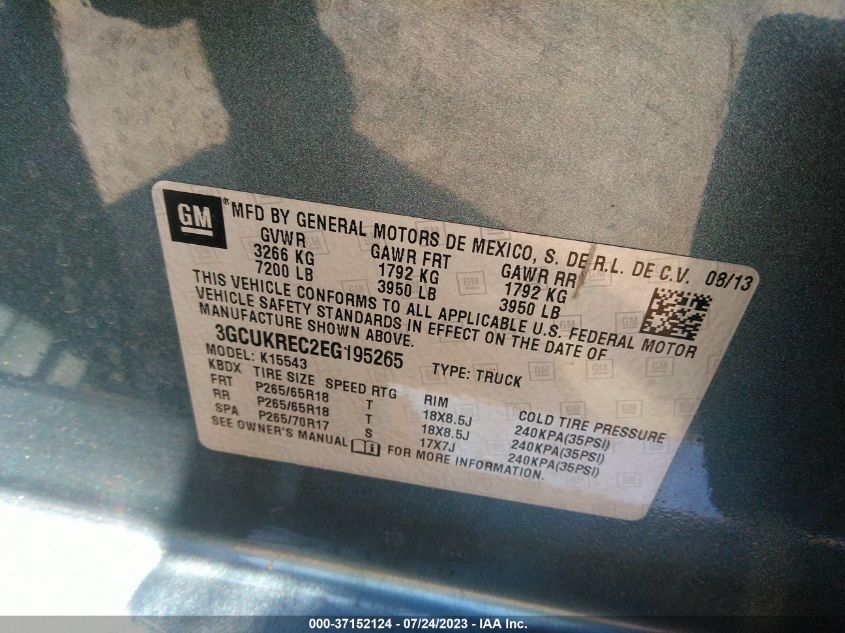 GM ® MFD BY GENERAL MOTORS DE MEXICO, S. DE R.L. DE C.V. 08/13
GVWR GAWR FRT GAWR RR
3266 KG 1792 KG 1792 KG
7200 LB 3950 LB 3950 LB
THIS VEHICLE CONFORMS TO ALL APPLICABLE U.S. FEDERAL MOTOR
VEHICLE SAFETY STANDARDS IN EFFECT ON THE DATE OF
MANUFACTURE SHOWN ABOVE.
3GCUKREC2EG195265 TYPE: TRUCK
MODEL: K15543
KBDX TIRE SIZE SPEED RTG RIM COLD TIRE PRESSURE
FRT P265/65R18 T 18X8.5J 240KPA(35PSI)
RR P265/65R18 T 18X8.5J 240KPA(35PSI)
SPA P265/70R17 S 17X7J 240KPA(35PSI)
SEE OWNER'S MANUAL FOR MORE INFORMATION.
000-37152124 - 07/24/2023 - IAA Inc.